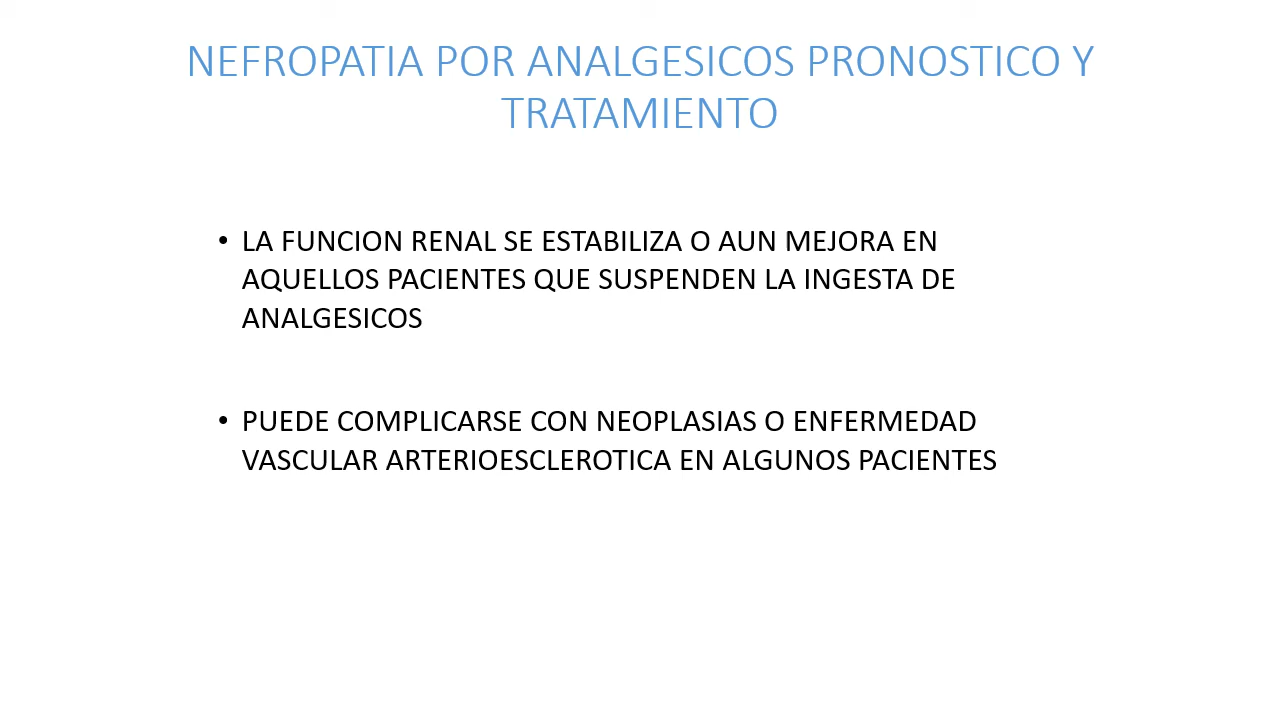 NEFROPATIA POR ANALGESICOS PRONOSTICO Y
TRATAMIENTO
• LA FUNCION RENAL SE ESTABILIZA O AUN MEJORA EN
AQUELLOS PACIENTES QUE SUSPENDEN LA INGESTA DE
ANALGESICOS
• PUEDE COMPLICARSE CON NEOPLASIAS O ENFERMEDAD
VASCULAR ARTERIOESCLEROTICA EN ALGUNOS PACIENTES